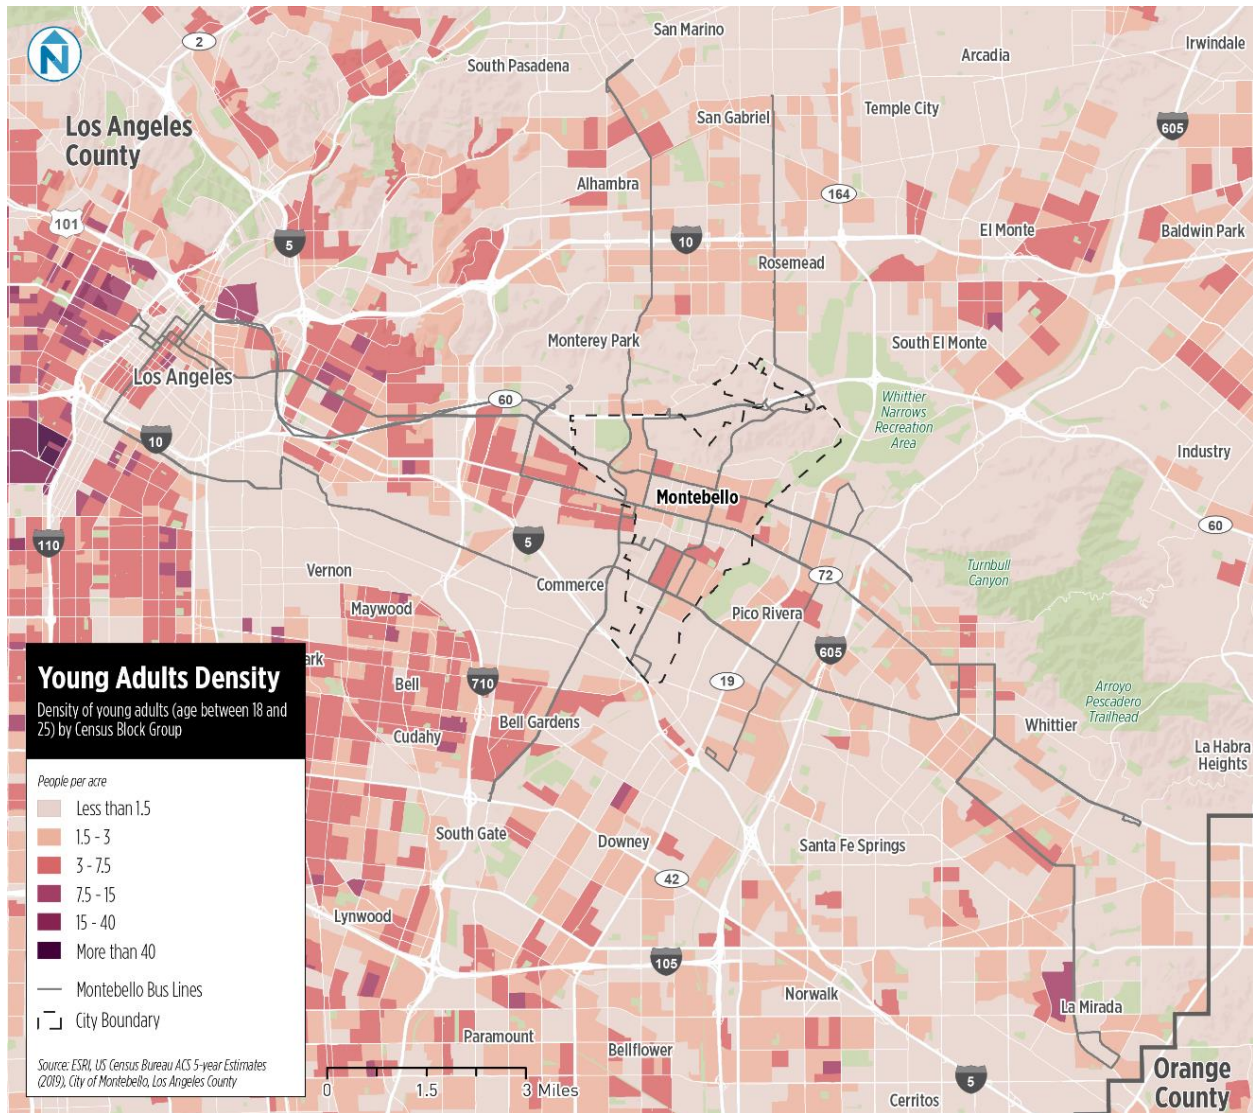 N
2
San Marino
Irwindale
South Pasadena
Arcadia
Los Angeles
County
San Gabriel
Temple City
605
Alhambra
164
101
5
10
El Monte
Baldwin Park
Rosemead
Monterey Park
South El Monte
Los Angeles
60
Whittier
Narrows
Recreation
Area
10
Industry
Montebello
60
110
5
Vernon
Commerce
72
Turnbull
Canyon
Maywood
Pico Rivera
605
ark
Bell
710
19
Arroyo
Pescadero
Trailhead
Bell Gardens
Whittier
Cudahy
La Habra
Heights
South Gate
Downey
Santa Fe Springs
42
Lynwood
105
Norwalk
La Mirada
Paramount
Bellflower
5
Orange
County
Cerritos
Young Adults Density
Density of young adults (age between 18 and
25) by Census Block Group
People per acre
Less than 1.5
1.5 - 3
3 - 7.5
7.5 - 15
15 - 40
More than 40
Montebello Bus Lines
City Boundary
Source: ESRI, US Census Bureau ACS 5-year Estimates
(2019), City of Montebello, Los Angeles County
0 1.5 3 Miles